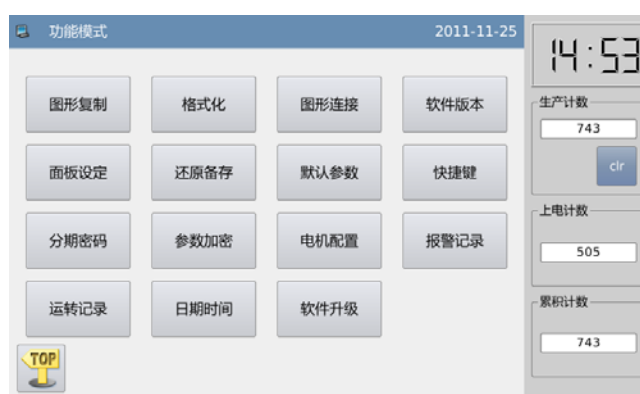 功能模式 2011-11-25
14:53
图形复制 格式化 图形连接 软件版本
面板设定 还原备存 默认参数 快捷键
分期密码 参数加密 电机配置 报警记录
运转记录 日期时间 软件升级
TOP
生产计数
743
clr
上电计数
505
累积计数
743